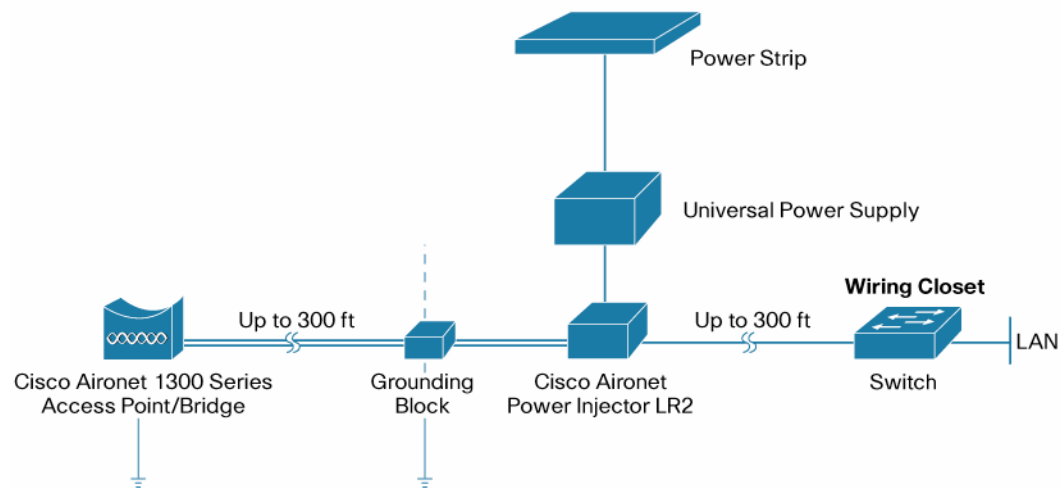 Power Strip
Universal Power Supply
Wiring Closet
Up to 300 ft
Up to 300 ft
LAN
Cisco Aironet 1300 Series
Access Point/Bridge
Grounding
Block
Cisco Aironet
Power Injector LR2
Switch